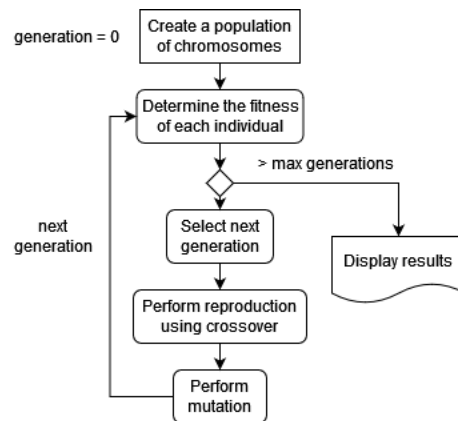 generation = 0
Create a population
of chromosomes
Determine the fitness
of each individual
> max generations
next
generation
Select next
generation
Display results
Perform reproduction
using crossover
Perform
mutation